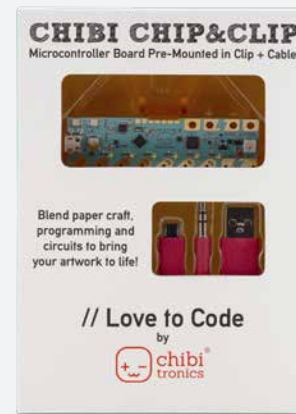 CHIBI CHIP&CLIP
Microcontroller Board Pre-Mounted in Clip + Cable
Blend paper craft,
programming and
circuits to bring
your artwork to life!
// Love to Code
by
chibi®
tronics